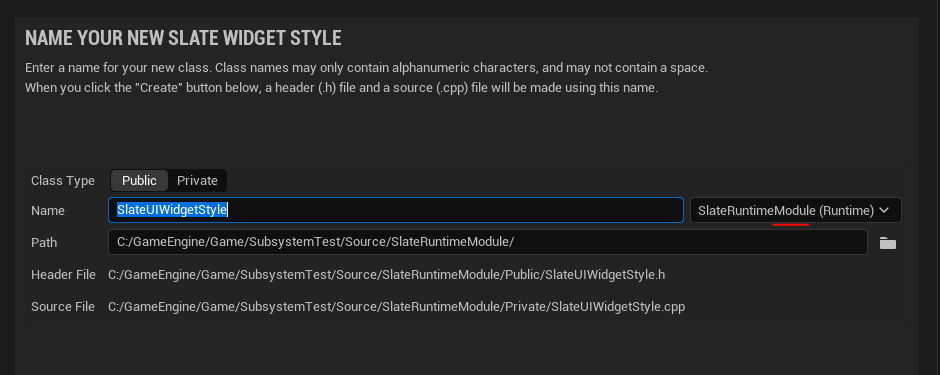 NAME YOUR NEW SLATE WIDGET STYLE
Enter a name for your new class. Class names may only contain alphanumeric characters, and may not contain a space.
When you click the "Create" button below, a header (.h) file and a source (.cpp) file will be made using this name.
Class Type Public Private
Name SlateUIWidgetStyle SlateRuntimeModule (Runtime)
Path C:/GameEngine/Game/SubsystemTest/Source/SlateRuntimeModule/
Header File C:/GameEngine/Game/SubsystemTest/Source/SlateRuntimeModule/Public/SlateUIWidgetStyle.h
Source File C:/GameEngine/Game/SubsystemTest/Source/SlateRuntimeModule/Private/SlateUIWidgetStyle.cpp